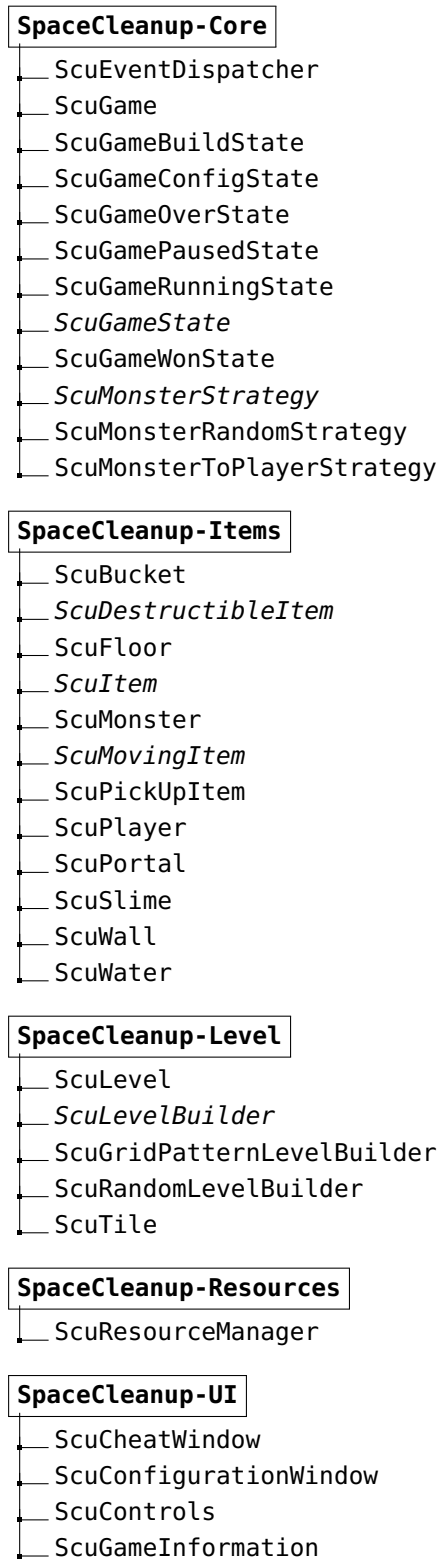 SpaceCleanup-Core
ScuEventDispatcher
ScuGame
ScuGameBuildState
ScuGameConfigState
ScuGameOverState
ScuGamePausedState
ScuGameRunningState
ScuGameState
ScuGameWonState
ScuMonsterStrategy
ScuMonsterRandomStrategy
ScuMonsterToPlayerStrategy
SpaceCleanup-Items
ScuBucket
ScuDestructibleItem
ScuFloor
ScuItem
ScuMonster
ScuMovingItem
ScuPickUpItem
ScuPlayer
ScuPortal
ScuSlime
ScuWall
ScuWater
SpaceCleanup-Level
ScuLevel
ScuLevelBuilder
ScuGridPatternLevelBuilder
ScuRandomLevelBuilder
ScuTile
SpaceCleanup-Resources
ScuResourceManager
SpaceCleanup-UI
ScuCheatWindow
ScuConfigurationWindow
ScuControls
ScuGameInformation